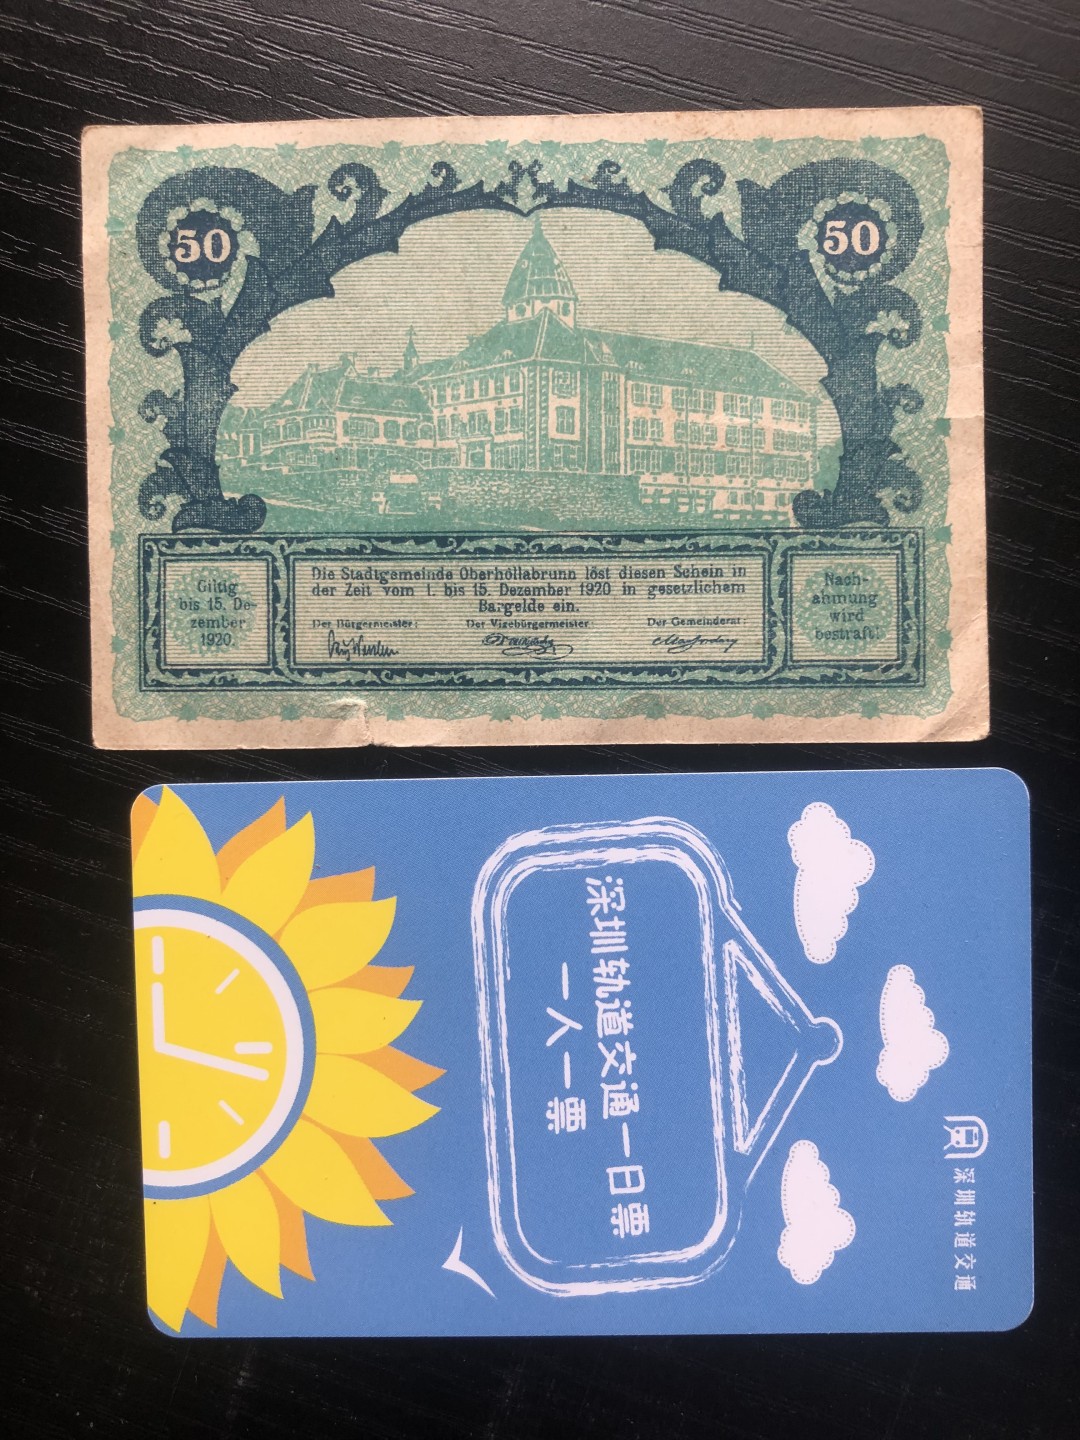 50
50
Giltig
bis 15. De-
zember
1920.
Die Stadtgemeinde Oberhollabrunn löst diesen Schein in
der Zeit vom 1. bis 15. Dezember 1920 in gesetzlichem
Bargelde ein.
Der Bürgermeister:
Der Vizebürgermeister:
Der Gemeinderat:
Nach-
ahmung
wird
bestraft!
深圳轨道交通一日票
一人一票
深圳轨道交通